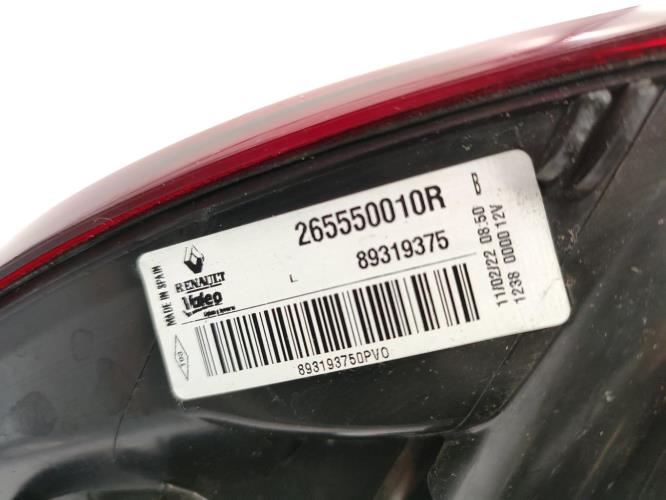 265550010R
B
RENAULT
L
89319375
Valeo
MADE IN SPAIN
893193750PVO
11/02/22 08:50
1238 0000 12V